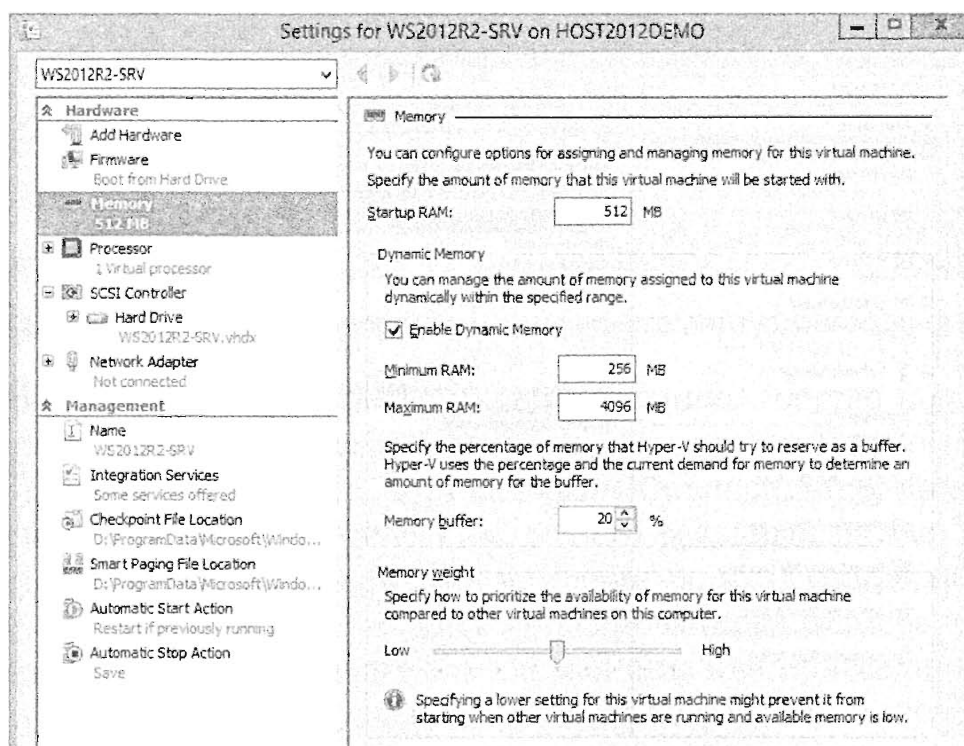 Settings for WS2012R2-SRV on HOST2012DEMO
WS2012R2-SRV
Hardware
Add Hardware
Firmware
Boot from Hard Drive
Memory
512 MB
Processor
1 Virtual processor
SCSI Controller
Hard Drive
WS2012R2-SRV.vhdx
Network Adapter
Not connected
Management
Name
WS2012R2-SRV
Integration Services
Some services offered
Checkpoint File Location
D:\ProgramData\Microsoft\Windo...
Smart Paging File Location
D:\ProgramData\Microsoft\Windo...
Automatic Start Action
Restart if previously running
Automatic Stop Action
Save
Memory
You can configure options for assigning and managing memory for this virtual machine.
Specify the amount of memory that this virtual machine will be started with.
Startup RAM: 512 MB
Dynamic Memory
You can manage the amount of memory assigned to this virtual machine
dynamically within the specified range.
Enable Dynamic Memory
Minimum RAM: 256 MB
Maximum RAM: 4096 MB
Specify the percentage of memory that Hyper-V should try to reserve as a buffer.
Hyper-V uses the percentage and the current demand for memory to determine an
amount of memory for the buffer.
Memory buffer: 20 %
Memory weight
Specify how to prioritize the availability of memory for this virtual machine
compared to other virtual machines on this computer.
Low High
Specifying a lower setting for this virtual machine might prevent it from
starting when other virtual machines are running and available memory is low.